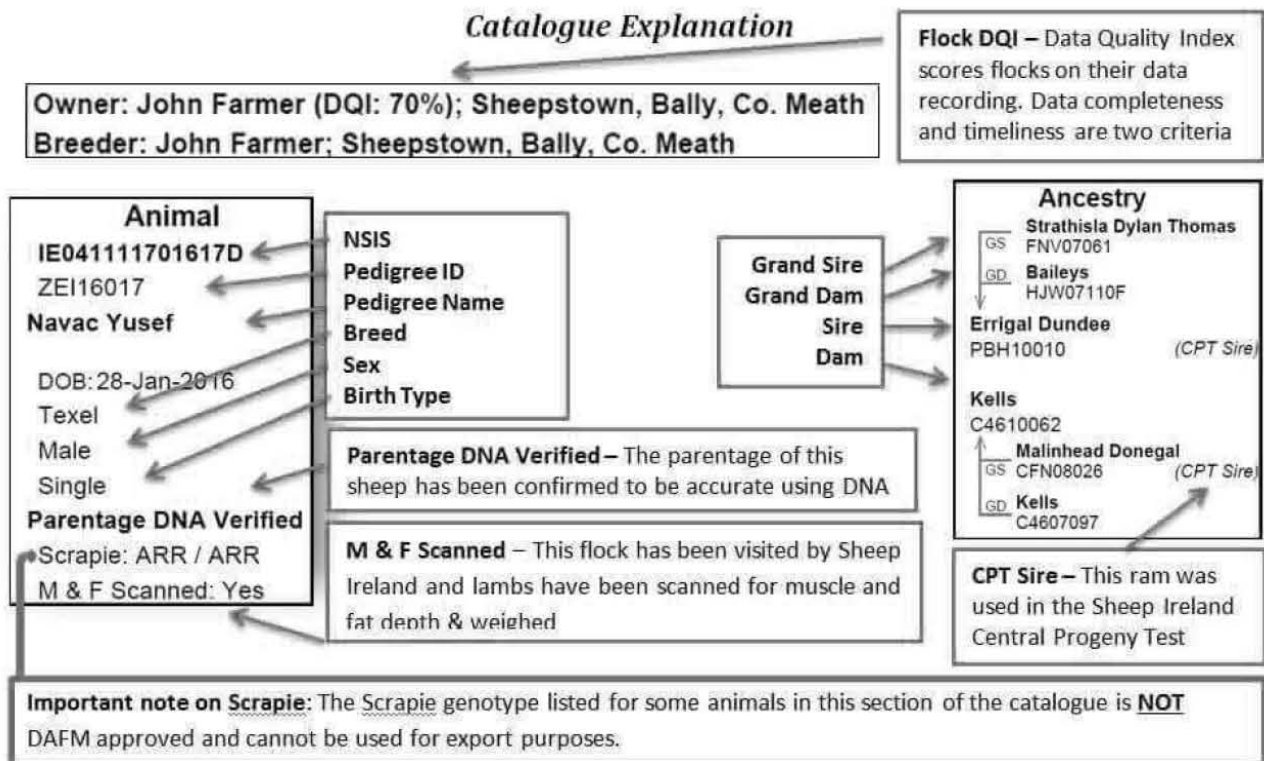 Catalogue Explanation
Flock DQI – Data Quality Index
scores flocks on their data
recording. Data completeness
and timeliness are two criteria
Owner: John Farmer (DQI: 70%); Sheepstown, Bally, Co. Meath
Breeder: John Farmer; Sheepstown, Bally, Co. Meath
Animal
IE041111701617D
ZEI16017
Navac Yusef
DOB: 28-Jan-2016
Texel
Male
Single
Parentage DNA Verified
Scrapie: ARR / ARR
M & F Scanned: Yes
NSIS
Pedigree ID
Pedigree Name
Breed
Sex
Birth Type
Grand Sire
Grand Dam
Sire
Dam
Ancestry
Strathisla Dylan Thomas
GS FNV07061
GD Baileys
HJW07110F
Errigal Dundee
PBH10010 (CPT Sire)
Kells
C4610062
Malinhead Donegal
GS CFN08026 (CPT Sire)
GD Kells
C4607097
Parentage DNA Verified – The parentage of this
sheep has been confirmed to be accurate using DNA
M & F Scanned – This flock has been visited by Sheep
Ireland and lambs have been scanned for muscle and
fat depth & weighed
CPT Sire – This ram was
used in the Sheep Ireland
Central Progeny Test
Important note on Scrapie: The Scrapie genotype listed for some animals in this section of the catalogue is NOT
DAFM approved and cannot be used for export purposes.